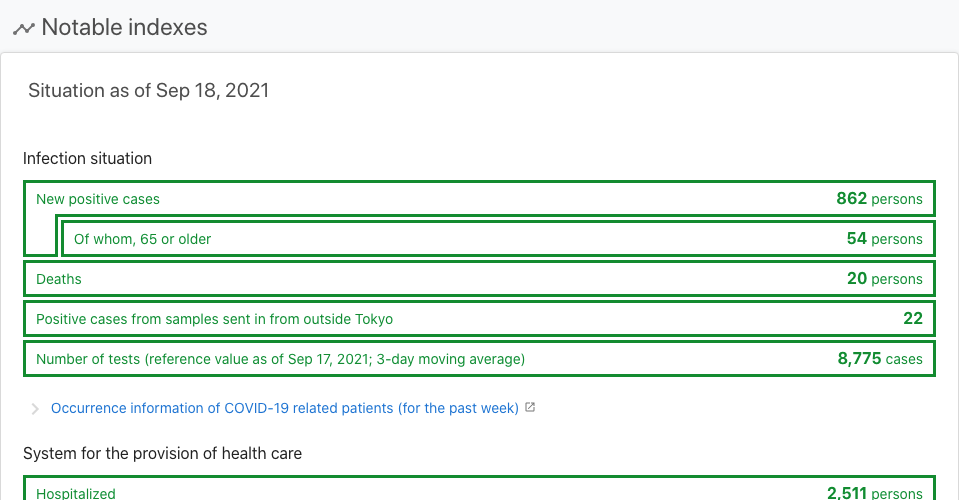 Notable indexes
Situation as of Sep 18, 2021
Infection situation
New positive cases 862 persons
Of whom, 65 or older 54 persons
Deaths 20 persons
Positive cases from samples sent in from outside Tokyo 22
Number of tests (reference value as of Sep 17, 2021; 3-day moving average) 8,775 cases
Occurrence information of COVID-19 related patients (for the past week)
System for the provision of health care
Hospitalized 2,511 persons